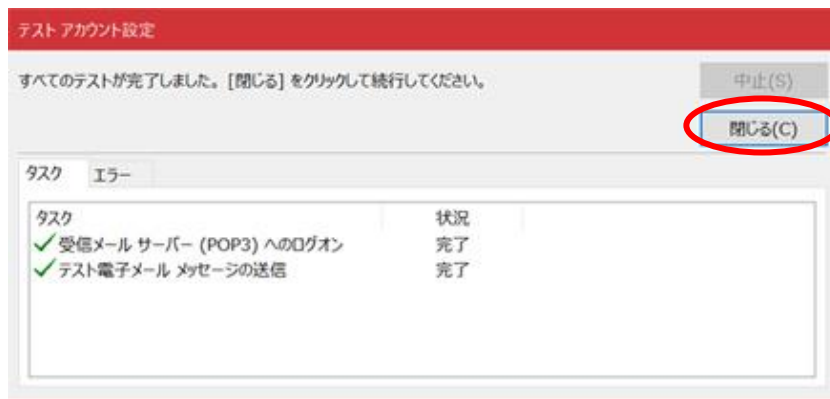 テスト アカウント設定
すべてのテストが完了しました。[閉じる] をクリックして続行してください。
中止(S)
閉じる(C)
タスク エラー
タスク 状況
受信メール サーバー (POP3) へのログオン 完了
テスト電子メール メッセージの送信 完了